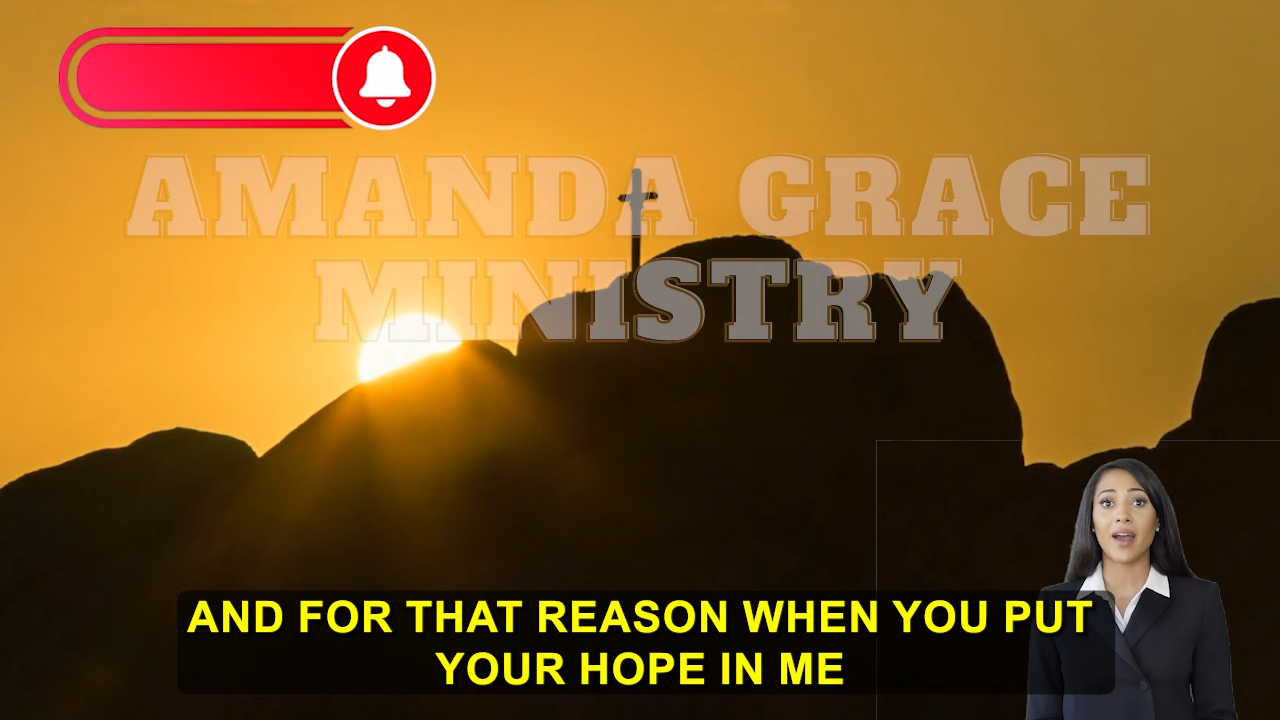 AMANDA GRACE
MINISTRY
AND FOR THAT REASON WHEN YOU PUT
YOUR HOPE IN ME